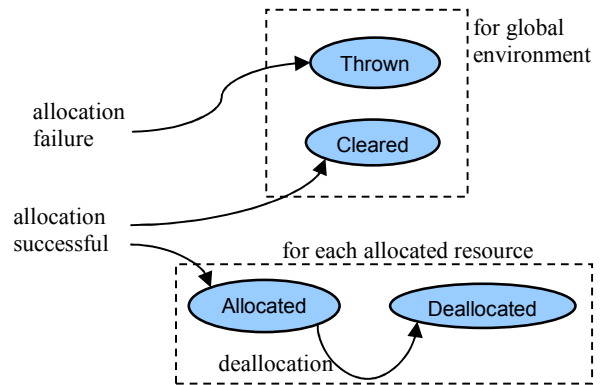 for global
environment
Thrown
allocation
failure
Cleared
allocation
successful
for each allocated resource
Allocated
Deallocated
deallocation